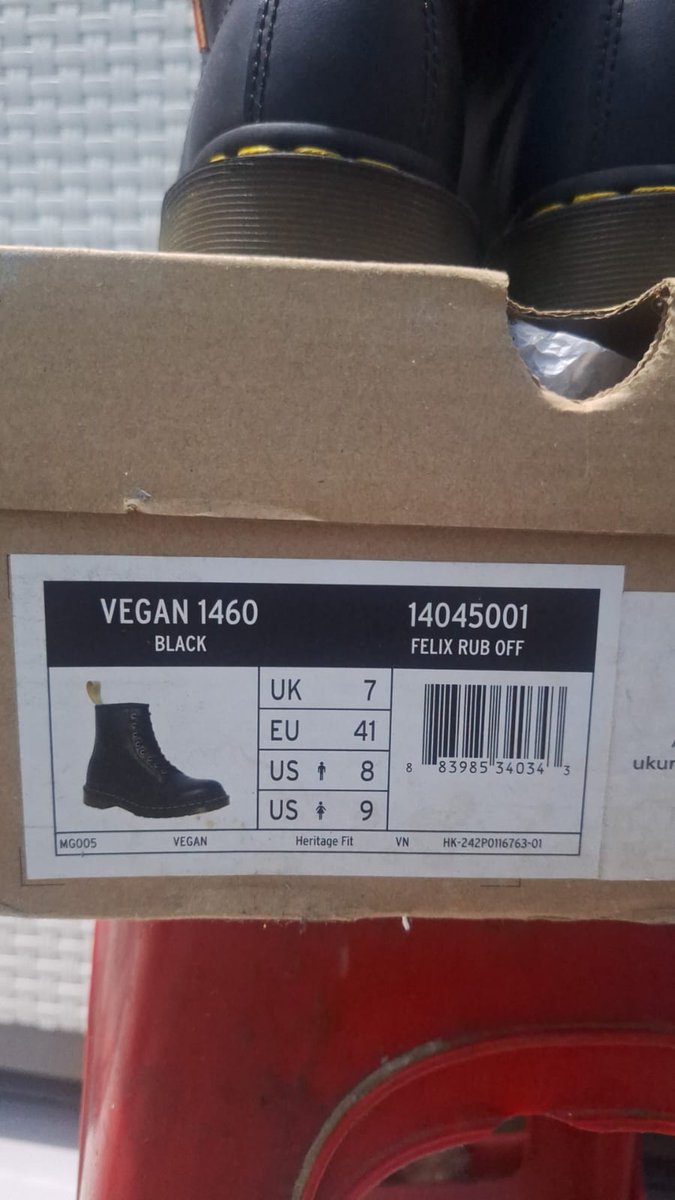 VEGAN 1460
BLACK
14045001
FELIX RUB OFF
UK 7
EU 41
US 8
US 9
8 83985 34034 3
MG005 VEGAN Heritage Fit VN HK-242P0116763-01